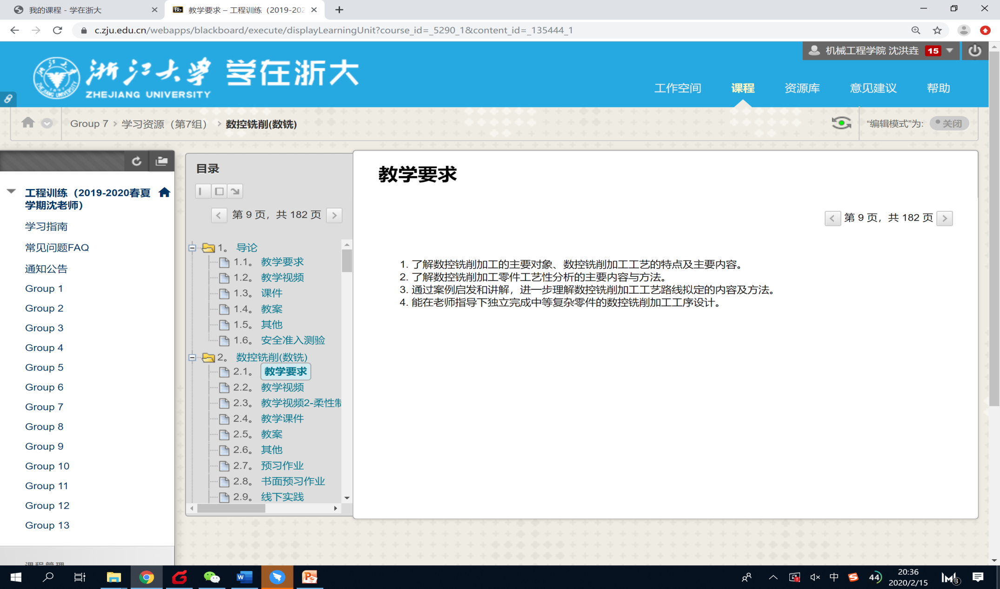 我的课程 - 学在浙大
Bb 教学要求 – 工程训练（2019-202
c.zju.edu.cn/webapps/blackboard/execute/displayLearningUnit?course_id=_5290_1&content_id=_135444_1
机械工程学院 沈洪垚 15
浙江大学 学在浙大
ZHEJIANG UNIVERSITY
工作空间 课程 资源库 意见建议 帮助
Group 7 > 学习资源（第7组） > 数控铣削(数铣)
“编辑模式”为: 关闭
工程训练（2019-2020春夏
学期沈老师）
学习指南
常见问题FAQ
通知公告
Group 1
Group 2
Group 3
Group 4
Group 5
Group 6
Group 7
Group 8
Group 9
Group 10
Group 11
Group 12
Group 13
课程管理
目录
第 9 页，共 182 页
1。 导论
1.1。 教学要求
1.2。 教学视频
1.3。 课件
1.4。 教案
1.5。 其他
1.6。 安全准入测验
2。 数控铣削(数铣)
2.1。 教学要求
2.2。 教学视频
2.3。 教学视频2-柔性制
2.4。 教学课件
2.5。 教案
2.6。 其他
2.7。 预习作业
2.8。 书面预习作业
2.9。 线下实践
教学要求
第 9 页，共 182 页
1. 了解数控铣削加工的主要对象、数控铣削加工工艺的特点及主要内容。
2. 了解数控铣削加工零件工艺性分析的主要内容与方法。
3. 通过案例启发和讲解，进一步理解数控铣削加工工艺路线拟定的内容及方法。
4. 能在老师指导下独立完成中等复杂零件的数控铣削加工工序设计。
中 44 20:36
2020/2/15 3